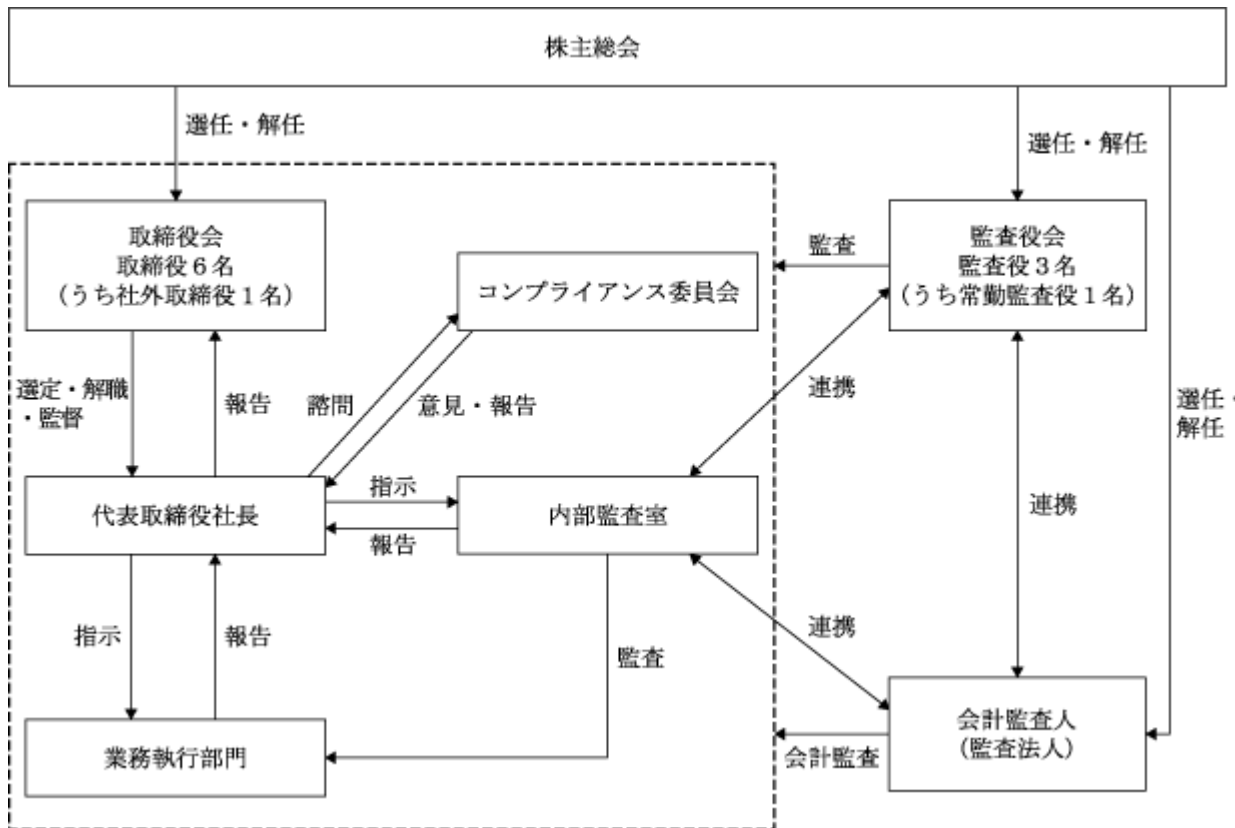 株主総会
選任・解任
選任・解任
取締役会
取締役6名
（うち社外取締役1名）
監査
監査役会
監査役3名
（うち常勤監査役1名）
コンプライアンス委員会
選定・解職
・監督
報告
諮問
意見・報告
連携
選任・
解任
代表取締役社長
指示
報告
内部監査室
連携
指示
報告
監査
連携
業務執行部門
会計監査
会計監査人
（監査法人）